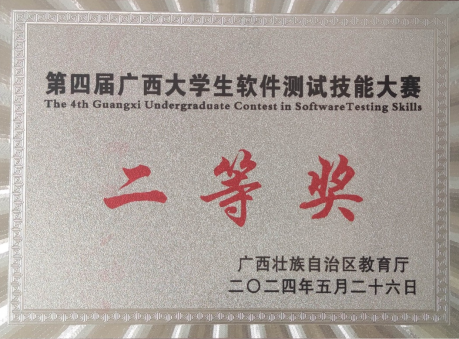 第四届广西大学生软件测试技能大赛
The 4th Guangxi Undergraduate Contest in SoftwareTesting Skills
二等奖
广西壮族自治区教育厅
二〇二四年五月二十六日